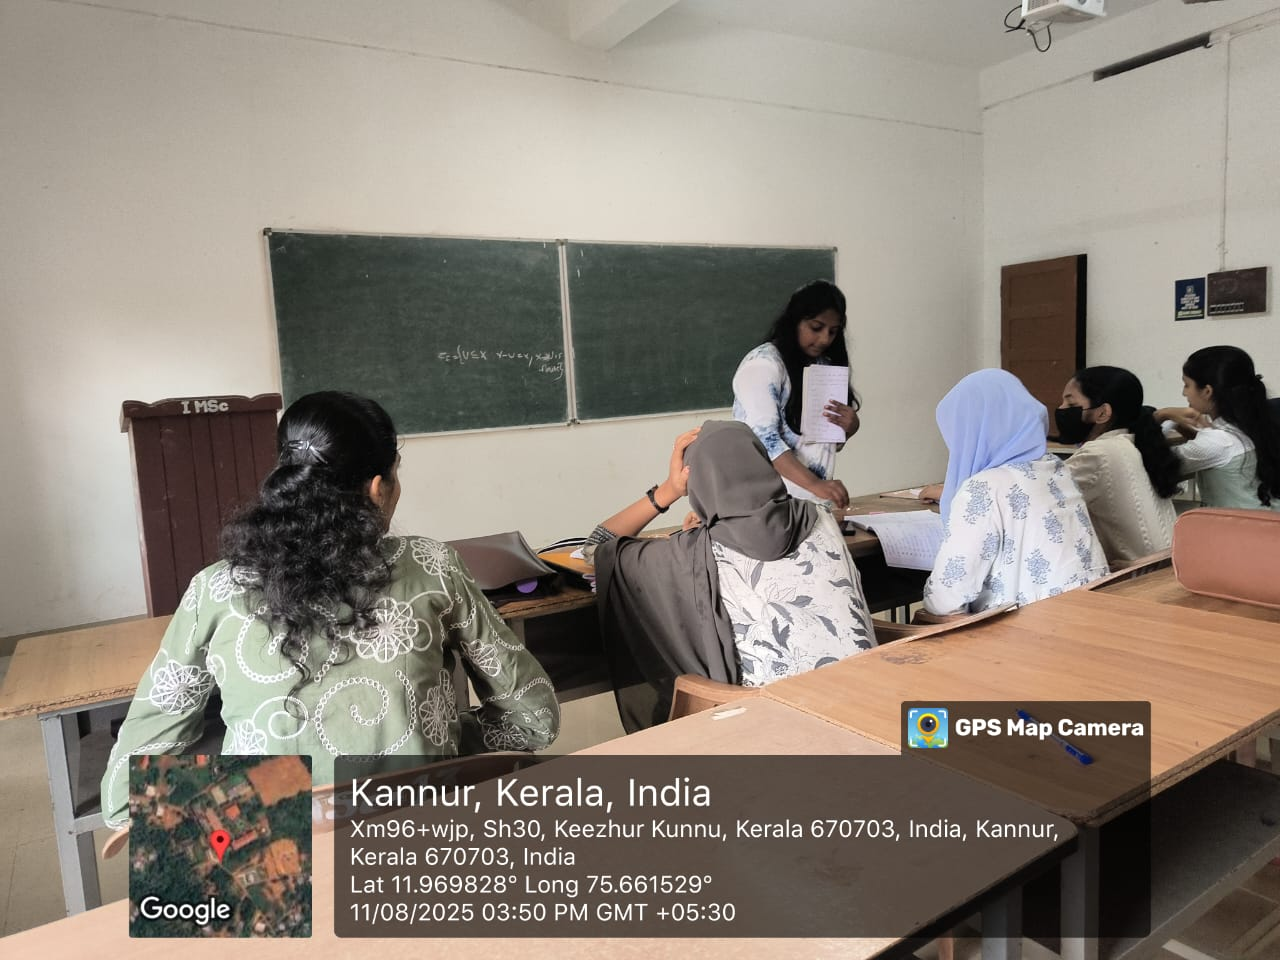 I MSc
GPS Map Camera
Kannur, Kerala, India
Xm96+wjp, Sh30, Keezhur Kunnu, Kerala 670703, India, Kannur,
Kerala 670703, India
Lat 11.969828° Long 75.661529°
11/08/2025 03:50 PM GMT +05:30
Google